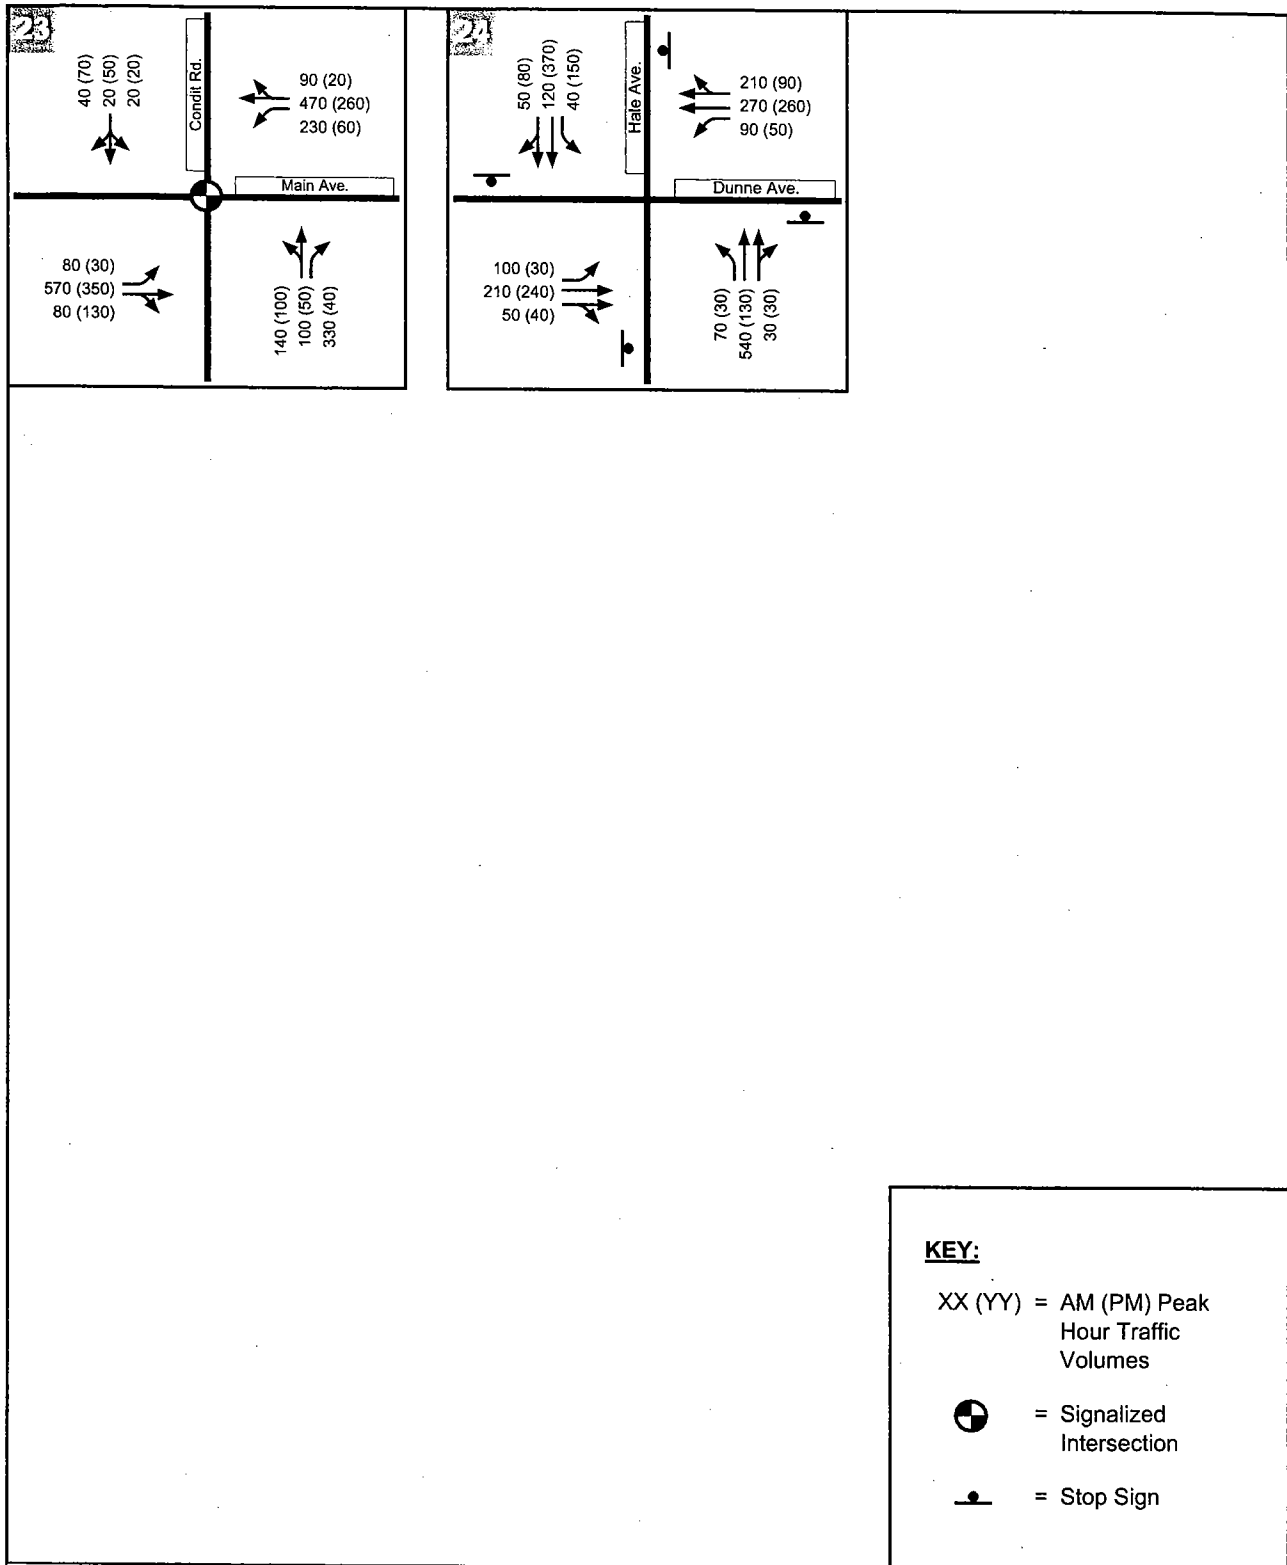 23
40 (70)
20 (50)
20 (20)
Condit Rd.
90 (20)
470 (260)
230 (60)
Main Ave.
80 (30)
570 (350)
80 (130)
140 (100)
100 (50)
330 (40)
24
50 (80)
120 (370)
40 (150)
Hale Ave.
210 (90)
270 (260)
90 (50)
Dunne Ave.
100 (30)
210 (240)
50 (40)
70 (30)
540 (130)
30 (30)
KEY:
XX (YY) = AM (PM) Peak
Hour Traffic
Volumes
= Signalized
Intersection
= Stop Sign